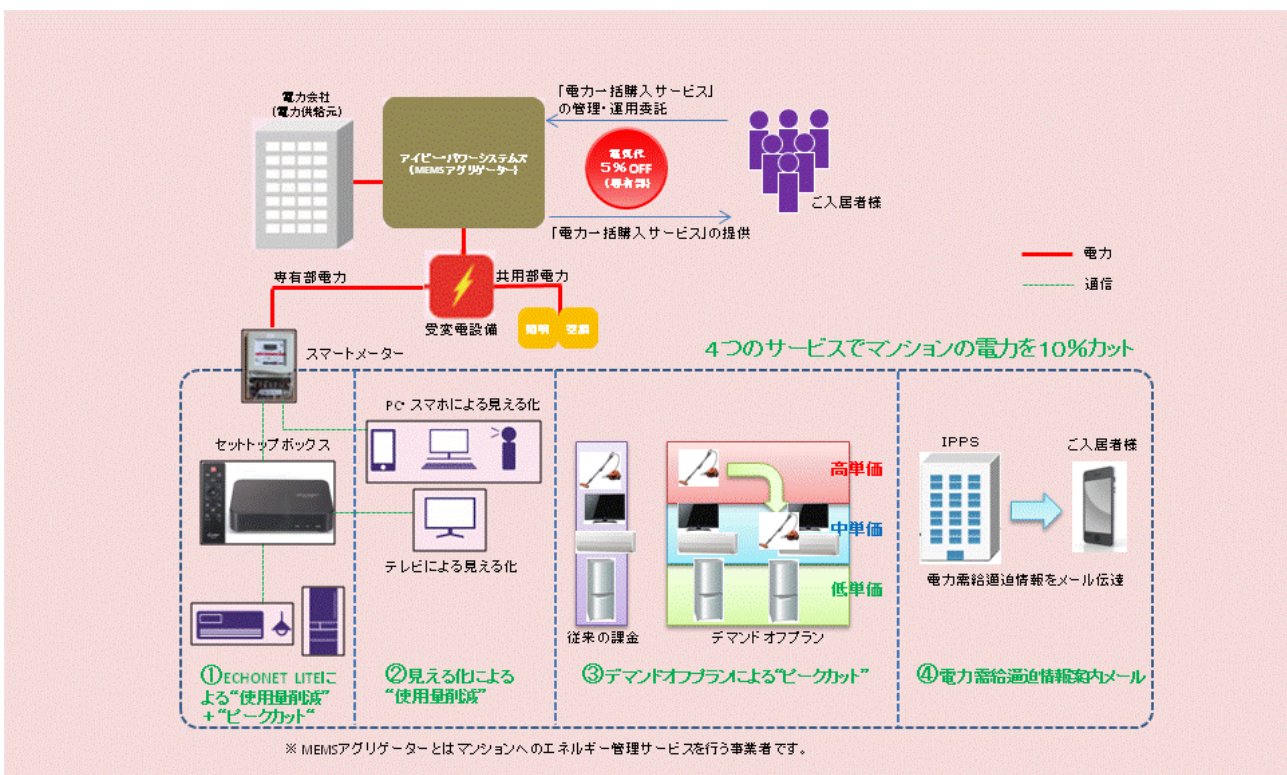 電力会社
(電力供給元)
アイピー・パワーシステムズ
(MEMSアグリゲーター)
「電力一括購入サービス」
の管理・運用委託
電気代
5%OFF
(専有部)
ご入居者様
「電力一括購入サービス」の提供
電力
通信
専有部電力
共用部電力
受変電設備
照明
空調
スマートメーター
4つのサービスでマンションの電力を10%カット
セットトップボックス
PC・スマホによる見える化
テレビによる見える化
高単価
中単価
低単価
従来の課金
デマンドオフプラン
IPPS
ご入居者様
電力需給逼迫情報をメール伝達
①ECHONET LITEに
よる“使用量削減”
+“ピークカット“
②見える化による
“使用量削減”
③デマンドオフプランによる“ピークカット”
④電力需給逼迫情報案内メール
※ MEMSアグリゲーターとはマンションへのエネルギー管理サービスを行う事業者です。